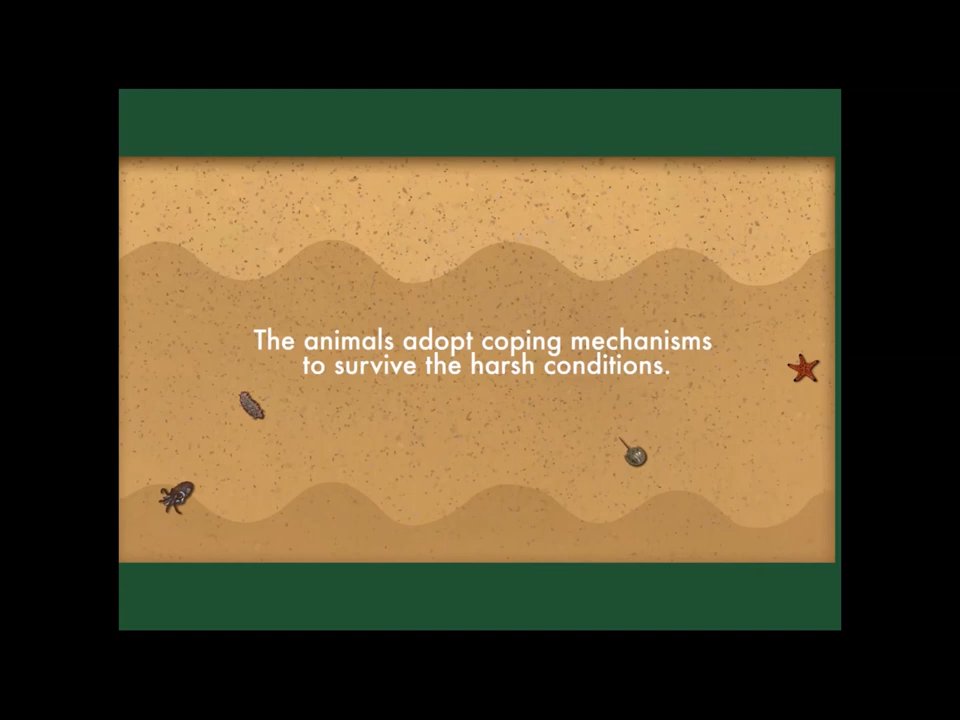 The animals adopt coping mechanisms
to survive the harsh conditions.